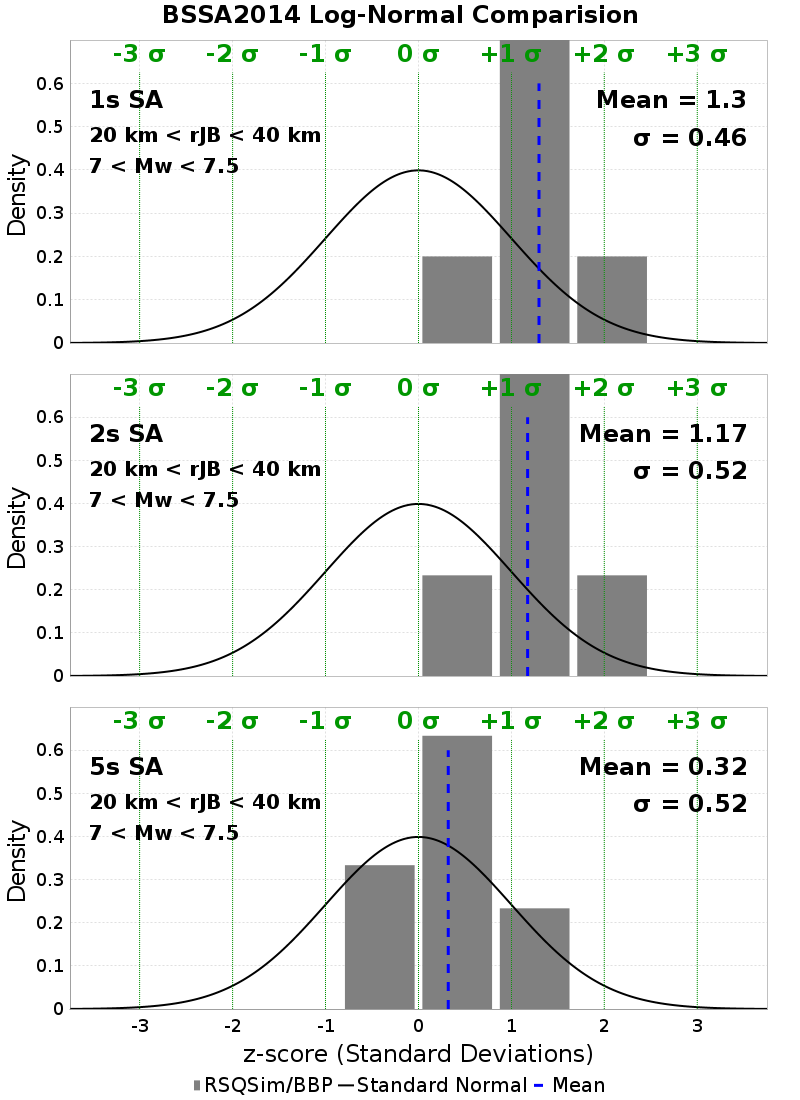 BSSA2014 Log-Normal Comparision
-3 σ -2 σ -1 σ 0 σ +1 σ +2 σ +3 σ
1s SA
20 km < rJB < 40 km
7 < Mw < 7.5
Mean = 1.3
σ = 0.46
Density
0.6
0.5
0.4
0.3
0.2
0.1
0
-3 σ -2 σ -1 σ 0 σ +1 σ +2 σ +3 σ
2s SA
20 km < rJB < 40 km
7 < Mw < 7.5
Mean = 1.17
σ = 0.52
Density
0.6
0.5
0.4
0.3
0.2
0.1
0
-3 σ -2 σ -1 σ 0 σ +1 σ +2 σ +3 σ
5s SA
20 km < rJB < 40 km
7 < Mw < 7.5
Mean = 0.32
σ = 0.52
Density
0.6
0.5
0.4
0.3
0.2
0.1
0
-3 -2 -1 0 1 2 3
z-score (Standard Deviations)
RSQSim/BBP Standard Normal Mean